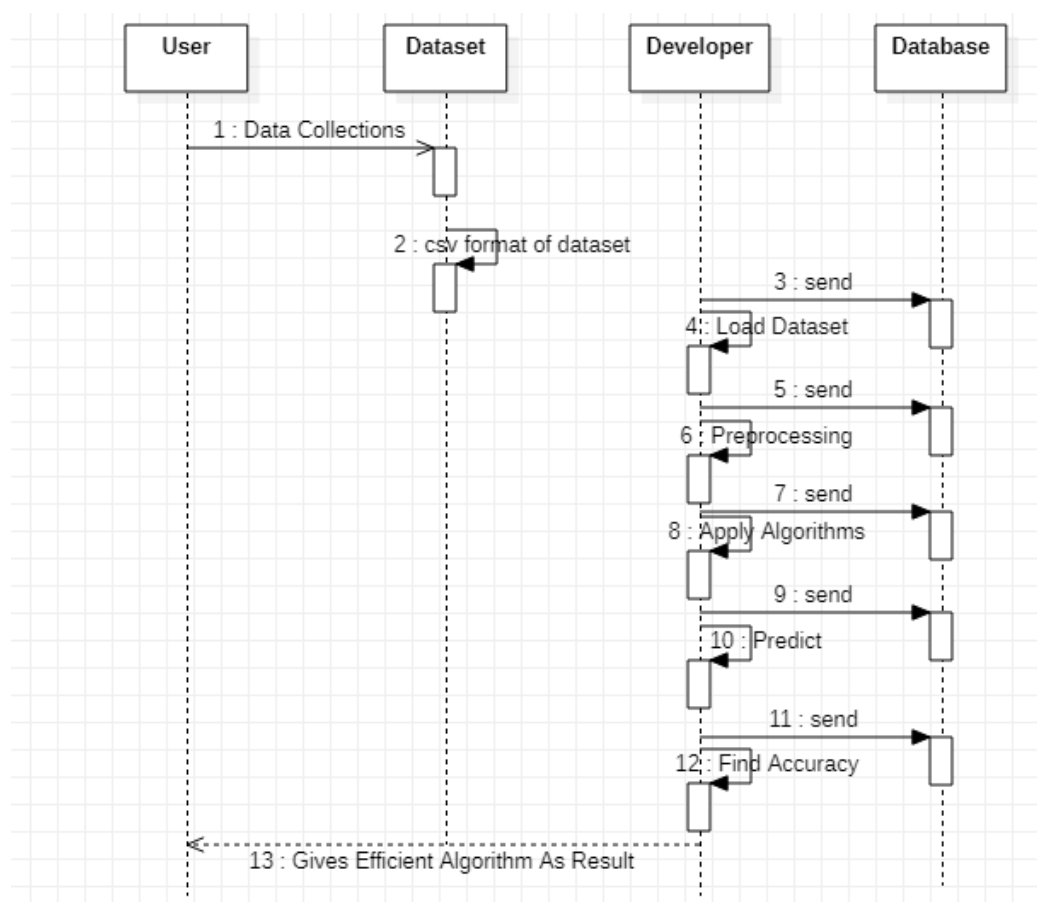 User
Dataset
Developer
Database
1 : Data Collections
2 : csv format of dataset
3 : send
4 : Load Dataset
5 : send
6 : Preprocessing
7 : send
8 : Apply Algorithms
9 : send
10 : Predict
11 : send
12 : Find Accuracy
13 : Gives Efficient Algorithm As Result